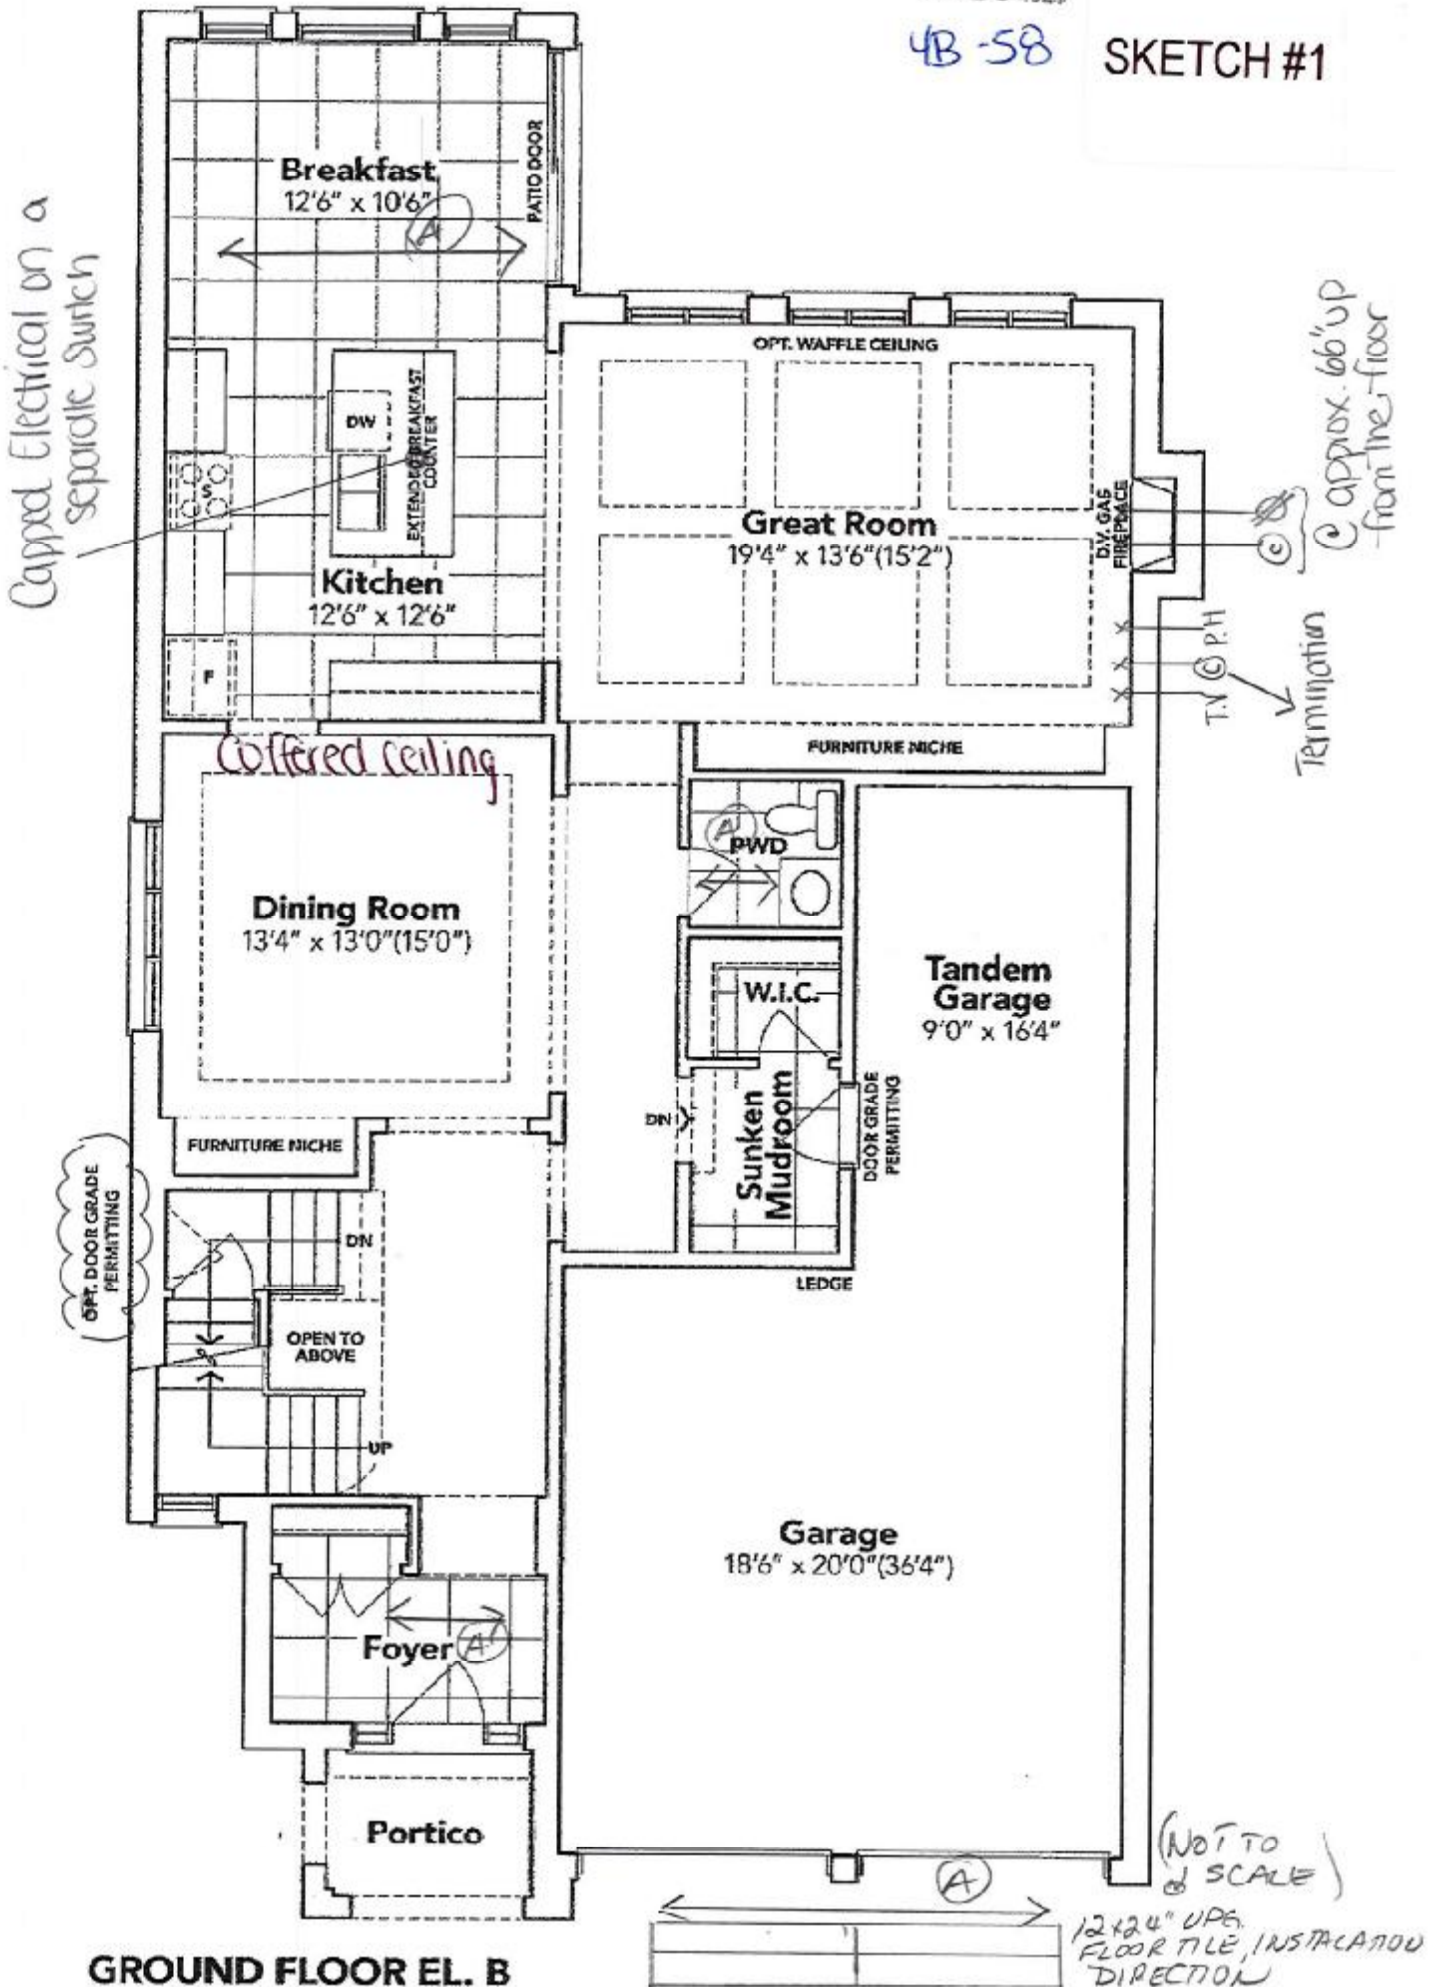 4B-58
SKETCH #1
Breakfast
12'6" x 10'6"
A
PATIO DOOR
Capped Electrical on a
separate switch
OPT. WAFFLE CEILING
DW
EXTENDED BREAKFAST
COUNTER
S
Great Room
19'4" x 13'6"(15'2")
D.V. GAS
FIREPLACE
C
C approx. 66" up
from the floor
Kitchen
12'6" x 12'6"
F
T.V C P.H
Termination
FURNITURE NICHE
Coffered ceiling
A
PWD
Dining Room
13'4" x 13'0"(15'0")
W.I.C.
Tandem
Garage
9'0" x 16'4"
DN
Sunken
Mudroom
DOOR GRADE
PERMITTING
FURNITURE NICHE
OPT. DOOR GRADE
PERMITTING
DN
LEDGE
OPEN TO
ABOVE
UP
Garage
18'6" x 20'0"(36'4")
Foyer
A
Portico
A
(NOT TO
SCALE)
12x24" UPG.
FLOOR TILE, INSTALATION
DIRECTION
GROUND FLOOR EL. B